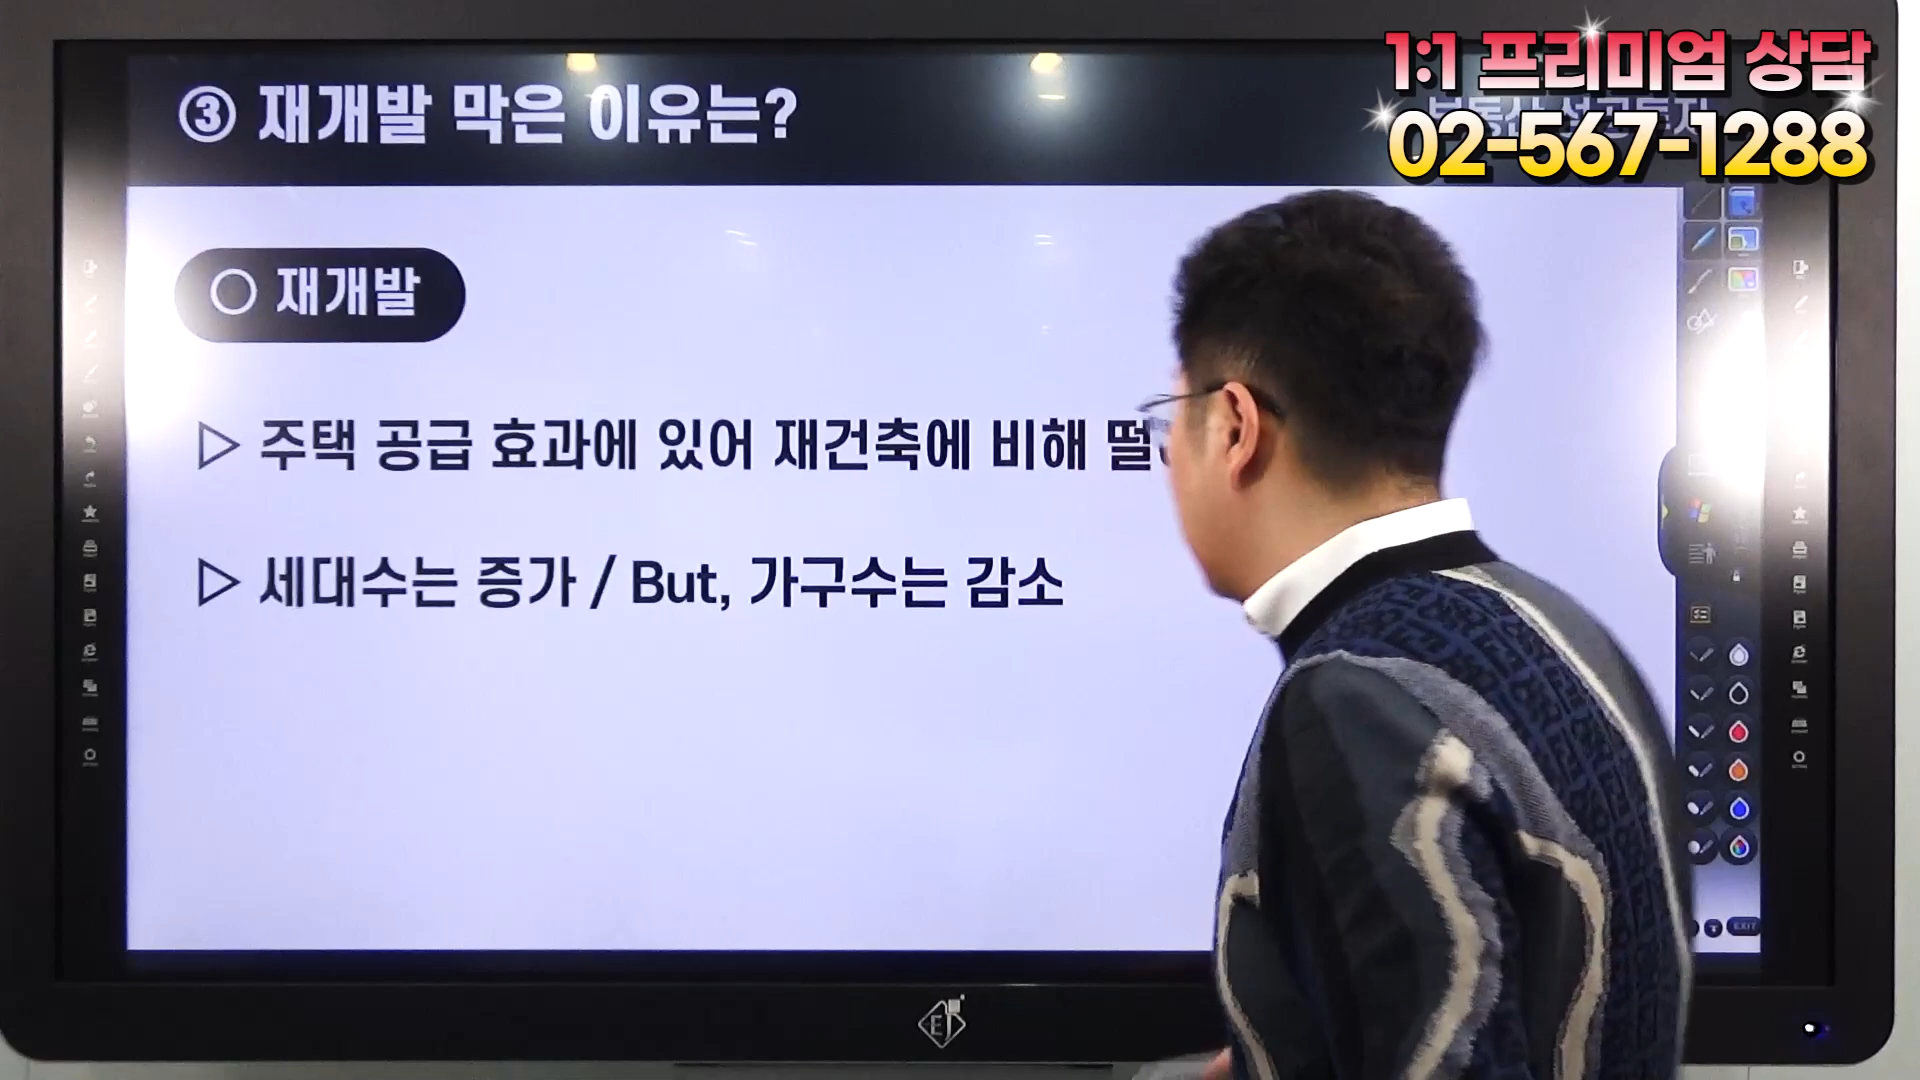 ③ 재개발 막은 이유는?
1:1 프리미엄 상담
02-567-1288
○ 재개발
▷ 주택 공급 효과에 있어 재건축에 비해
▷ 세대수는 증가 / But, 가구수는 감소
EXIT